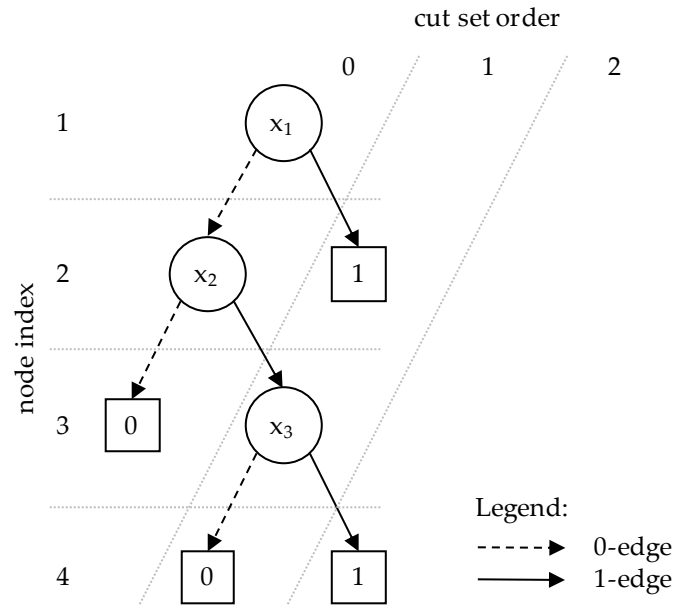 cut set order
0 1 2
1 x₁
node index
2 x₂ 1
3 0 x₃
Legend:
0-edge
1-edge
4 0 1